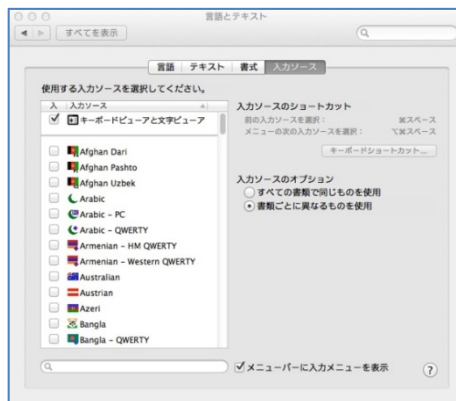 言語とテキスト
すべてを表示
言語 テキスト 書式 入力ソース
使用する入力ソースを選択してください。
入 入力ソース
キーボードビューアと文字ビューア
Afghan Dari
Afghan Pashto
Afghan Uzbek
Arabic
Arabic – PC
Arabic – QWERTY
Armenian – HM QWERTY
Armenian – Western QWERTY
Australian
Austrian
Azeri
Bangla
Bangla – QWERTY
入力ソースのショートカット
前の入力ソースを選択: ⌘スペース
メニューの次の入力ソースを選択: ⌥⌘スペース
キーボードショートカット...
入力ソースのオプション
すべての書類で同じものを使用
書類ごとに異なるものを使用
メニューバーに入力メニューを表示
?